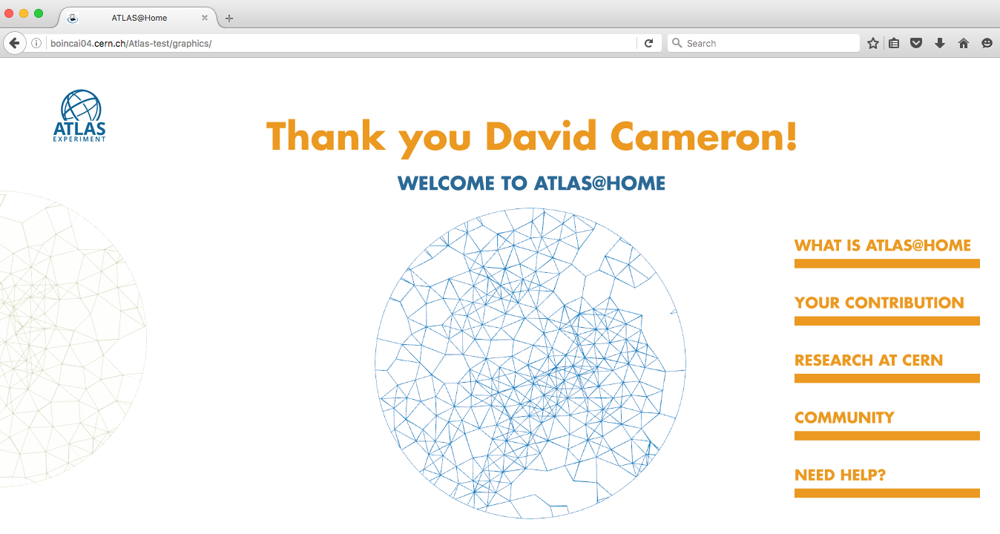 ATLAS@Home
boincai04.cern.ch/Atlas-test/graphics/
Search
ATLAS
EXPERIMENT
Thank you David Cameron!
WELCOME TO ATLAS@HOME
WHAT IS ATLAS@HOME
YOUR CONTRIBUTION
RESEARCH AT CERN
COMMUNITY
NEED HELP?